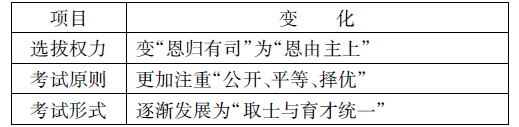 项目 变 化
选拔权力 变“恩归有司”为“恩由主上”
考试原则 更加注重“公开、平等、择优”
考试形式 逐渐发展为“取士与育才统一”